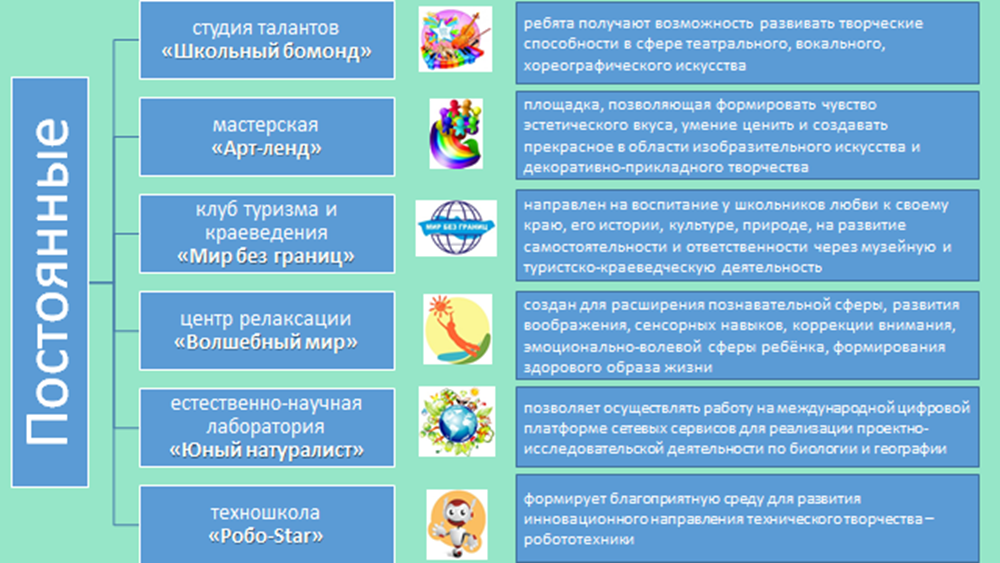 Постоянные
студия талантов
«Школьный бомонд»
ребята получают возможность развивать творческие
способности в сфере театрального, вокального,
хореографического искусства
мастерская
«Арт-ленд»
площадка, позволяющая формировать чувство
эстетического вкуса, умение ценить и создавать
прекрасное в области изобразительного искусства и
декоративно-прикладного творчества
клуб туризма и
краеведения
«Мир без границ»
МИР БЕЗ ГРАНИЦ
направлен на воспитание у школьников любви к своему
краю, его истории, культуре, природе, на развитие
самостоятельности и ответственности через музейную и
туристско-краеведческую деятельность
центр релаксации
«Волшебный мир»
создан для расширения познавательной сферы, развития
воображения, сенсорных навыков, коррекции внимания,
эмоционально-волевой сферы ребёнка, формирования
здорового образа жизни
естественно-научная
лаборатория
«Юный натуралист»
позволяет осуществлять работу на международной цифровой
платформе сетевых сервисов для реализации проектно-
исследовательской деятельности по биологии и географии
техношкола
«Робо-Star»
формирует благоприятную среду для развития
инновационного направления технического творчества –
робототехники